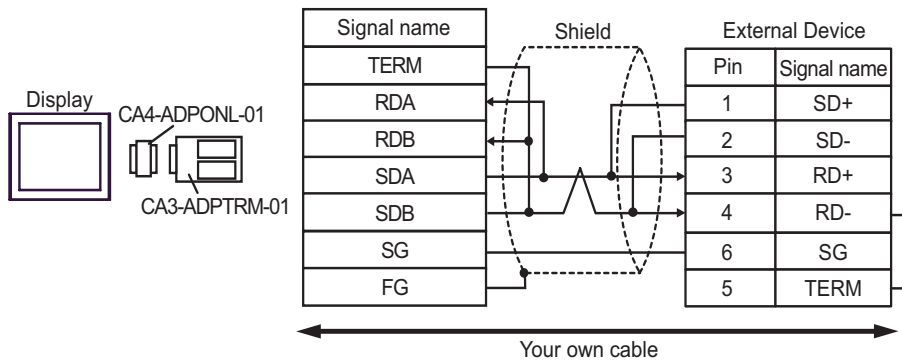 Display
CA4-ADPONL-01
CA3-ADPTRM-01
Signal name
TERM
RDA
RDB
SDA
SDB
SG
FG
Shield
External Device
Pin Signal name
1 SD+
2 SD-
3 RD+
4 RD-
6 SG
5 TERM
Your own cable